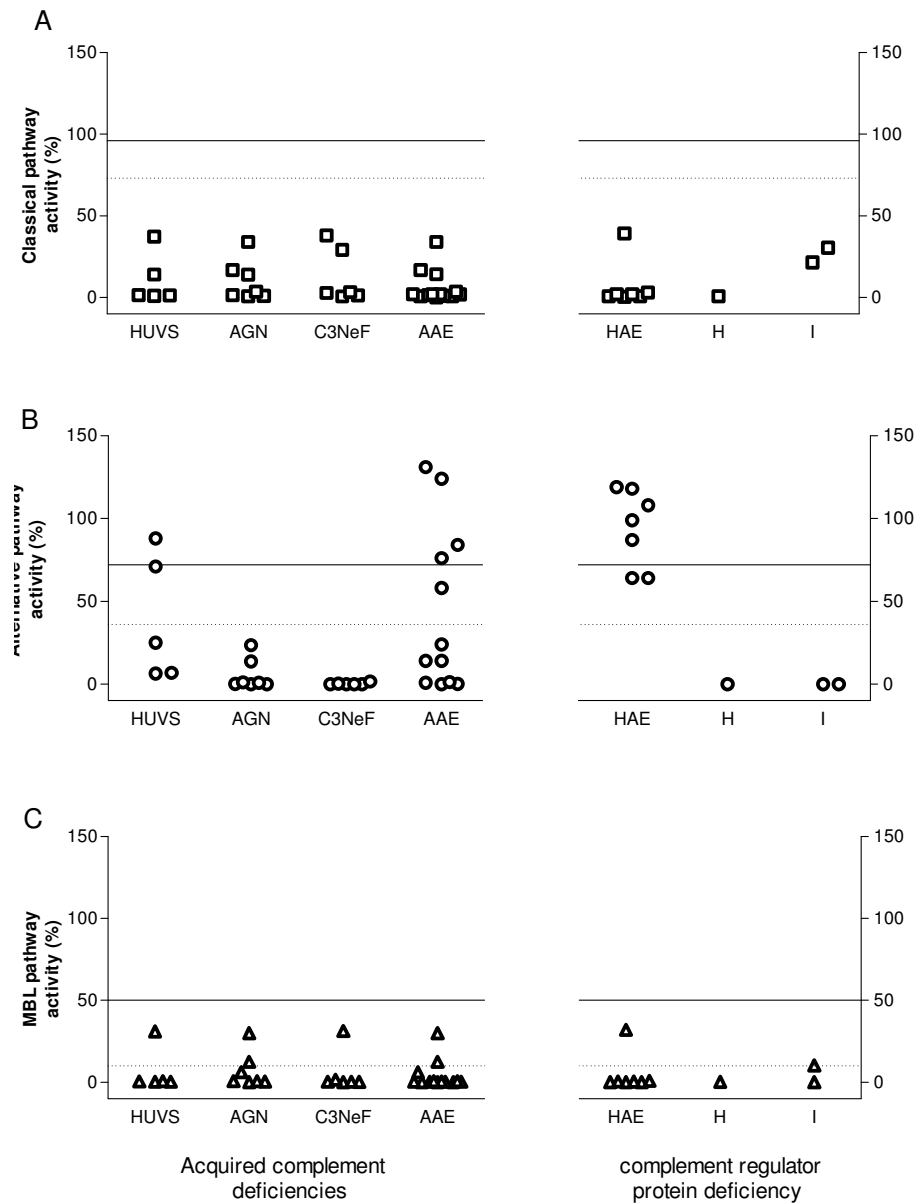 A
150
150
100
100
50
50
0
0
Classical pathway
activity (%)
HUVS AGN C3NeF AAE HAE H I
B
150
150
100
100
50
50
0
0
Alternative pathway
activity (%)
HUVS AGN C3NeF AAE HAE H I
C
150
150
100
100
50
50
0
0
MBL pathway
activity (%)
HUVS AGN C3NeF AAE HAE H I
Acquired complement
deficiencies
complement regulator
protein deficiency